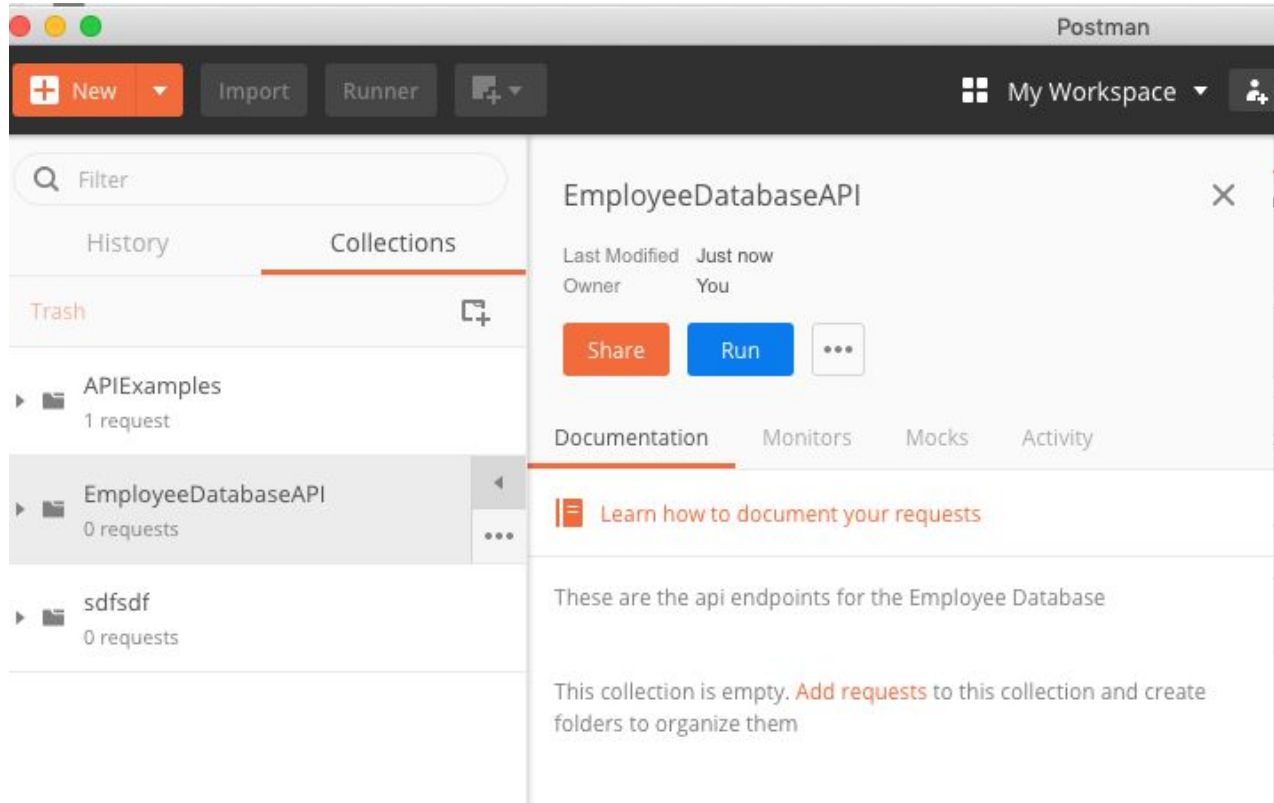 Postman
New
Import
Runner
My Workspace
Filter
History
Collections
Trash
APIExamples
1 request
EmployeeDatabaseAPI
0 requests
sdfsdf
0 requests
EmployeeDatabaseAPI
Last Modified Just now
Owner You
Share
Run
Documentation
Monitors
Mocks
Activity
Learn how to document your requests
These are the api endpoints for the Employee Database
This collection is empty. Add requests to this collection and create
folders to organize them